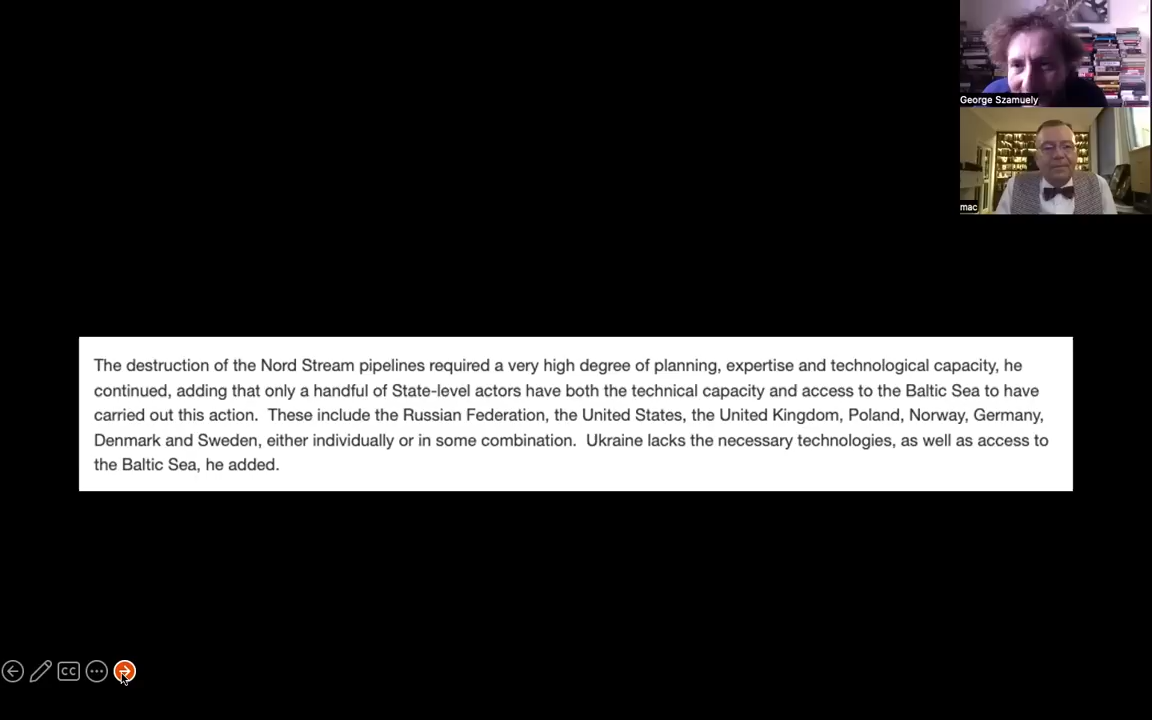 George Szamuely
mac
The destruction of the Nord Stream pipelines required a very high degree of planning, expertise and technological capacity, he
continued, adding that only a handful of State-level actors have both the technical capacity and access to the Baltic Sea to have
carried out this action.  These include the Russian Federation, the United States, the United Kingdom, Poland, Norway, Germany,
Denmark and Sweden, either individually or in some combination.  Ukraine lacks the necessary technologies, as well as access to
the Baltic Sea, he added.
CC